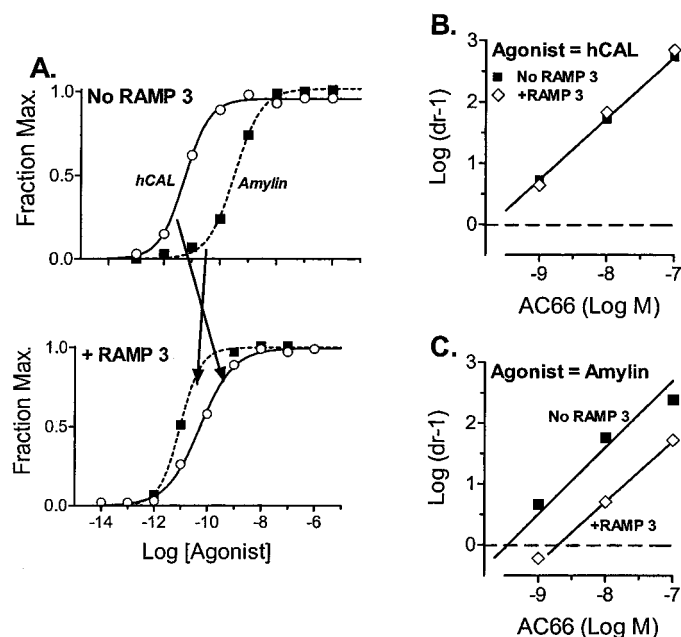 A.
No RAMP 3
Fraction Max.
1.0
0.5
0.0
hCAL
Amylin
+ RAMP 3
Fraction Max.
1.0
0.5
0.0
-14 -12 -10 -8 -6
Log [Agonist]
B.
Agonist = hCAL
No RAMP 3
+RAMP 3
Log (dr-1)
3
2
1
0
-9 -8 -7
AC66 (Log M)
C.
Agonist = Amylin
No RAMP 3
+RAMP 3
Log (dr-1)
3
2
1
0
-9 -8 -7
AC66 (Log M)